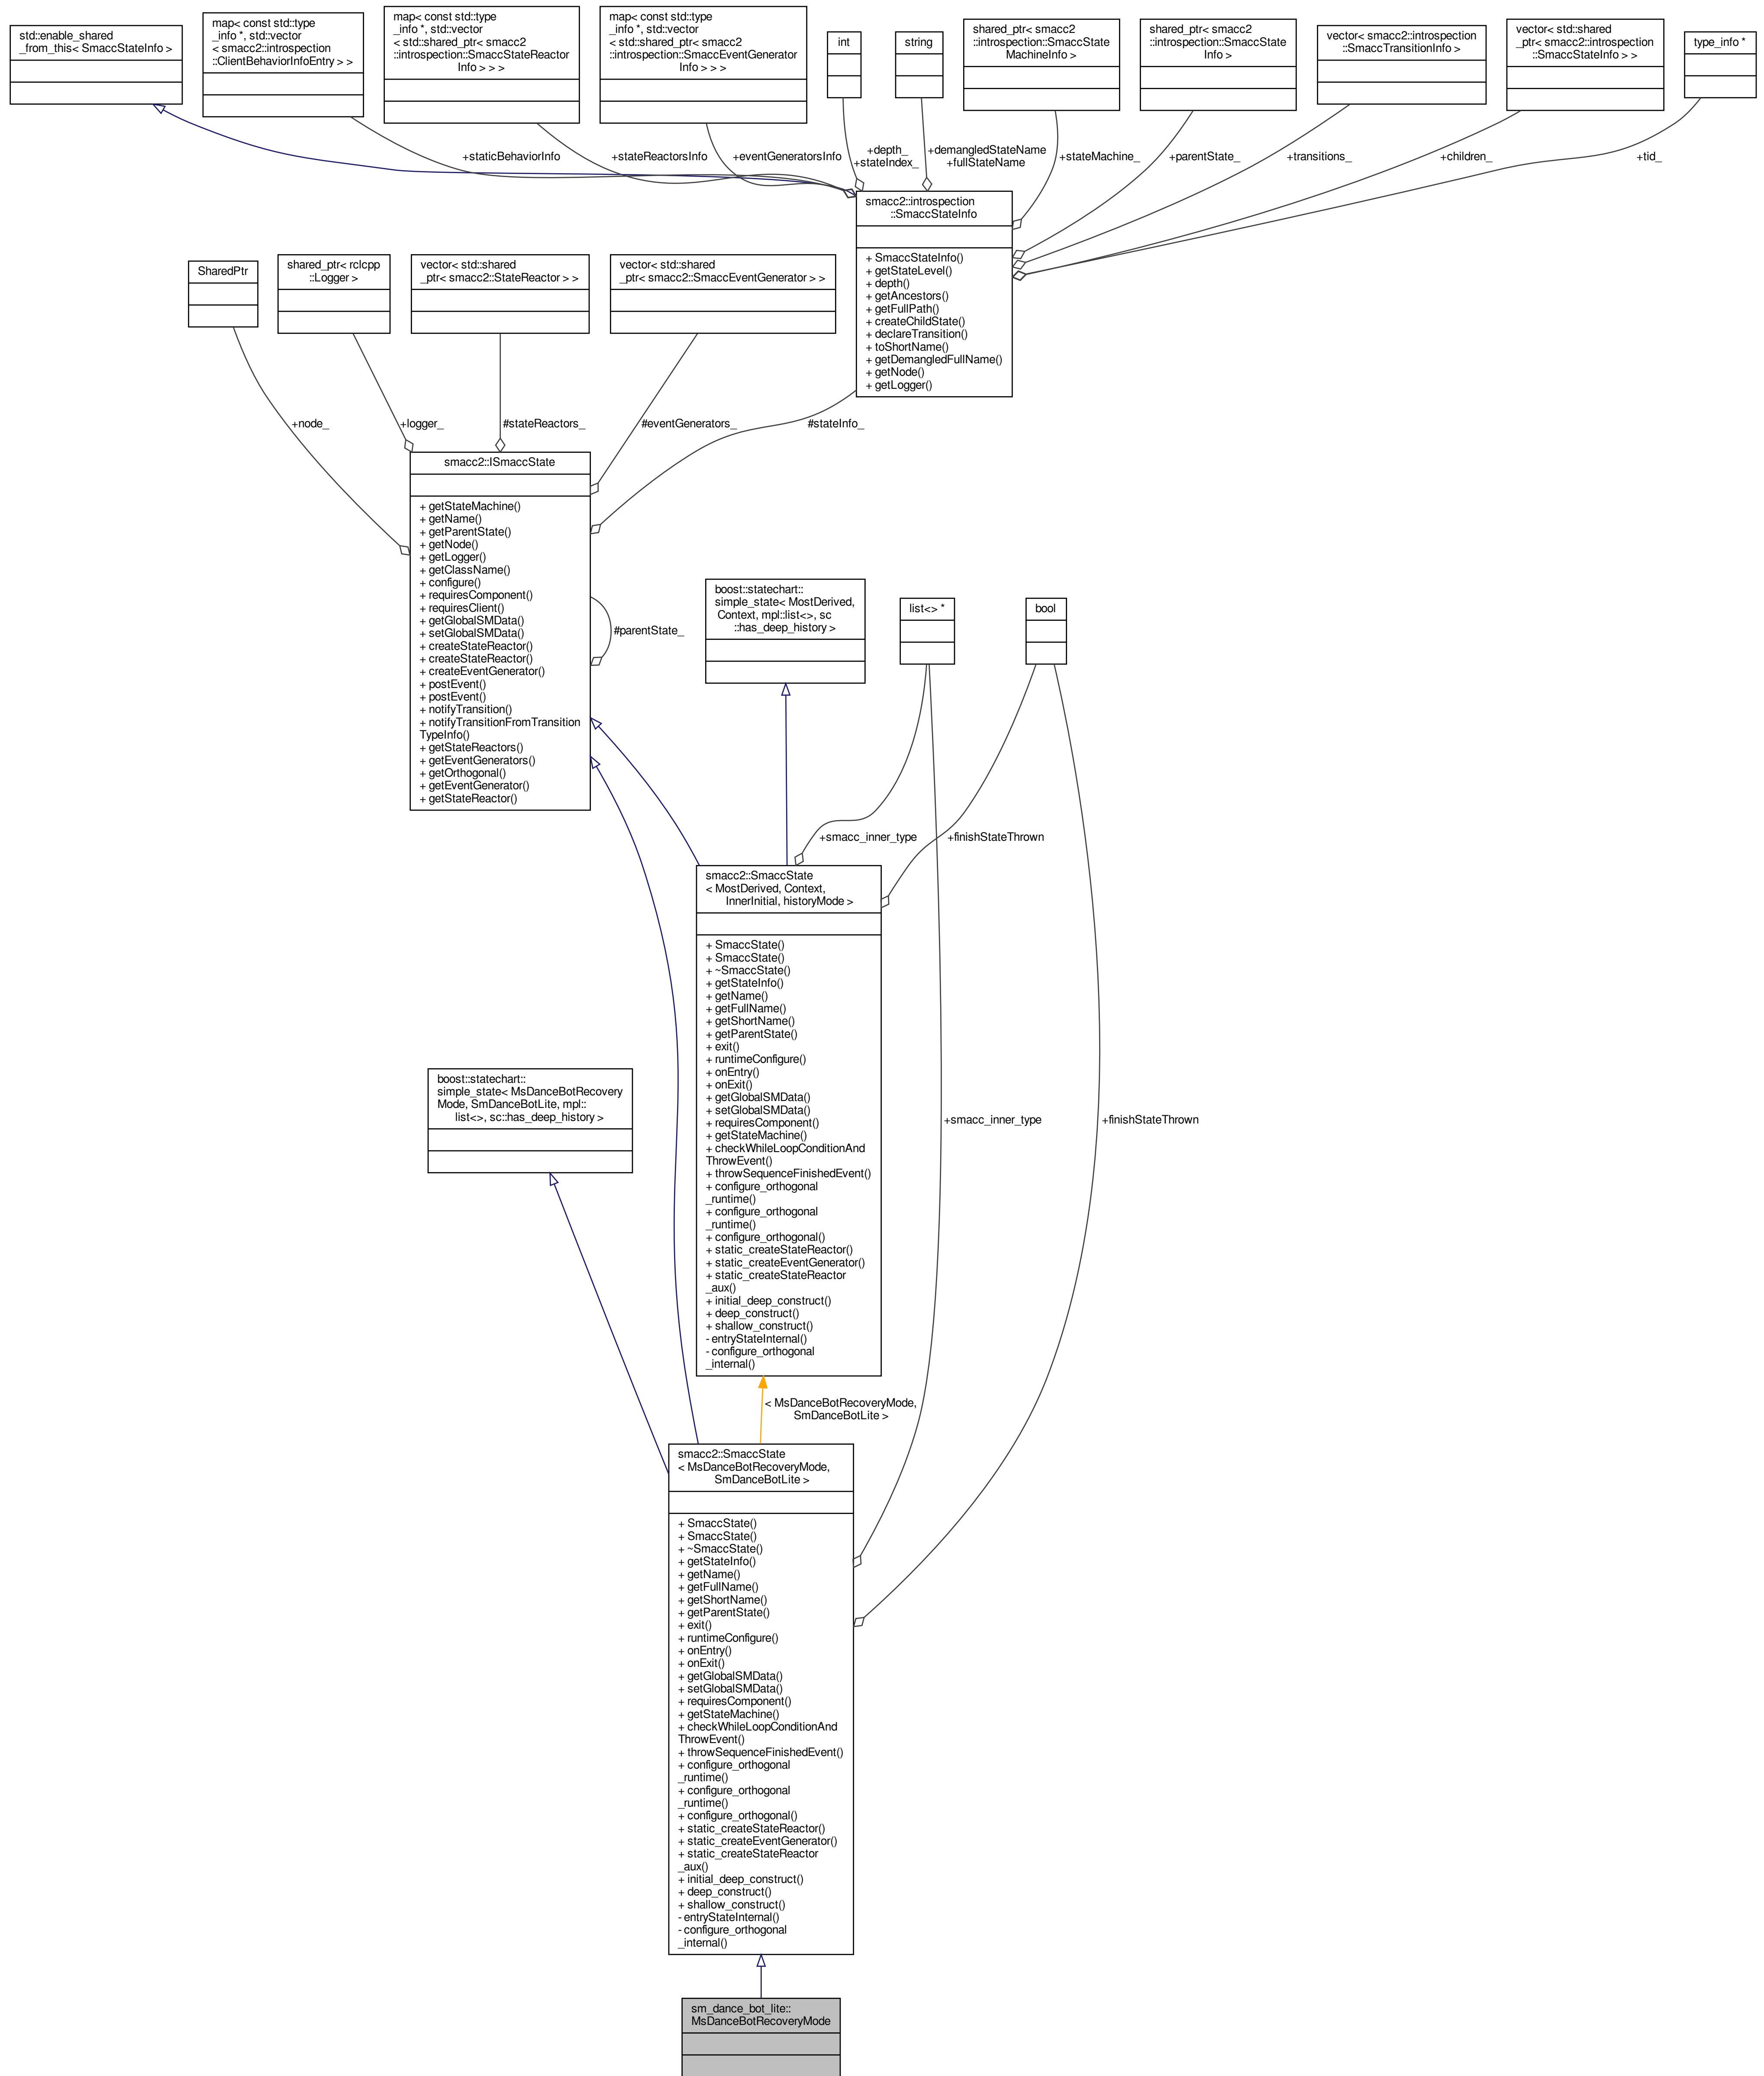 std::enable_shared
_from_this< SmaccStateInfo >
map< const std::type
_info *, std::vector
< smacc2::introspection
::ClientBehaviorInfoEntry > >
map< const std::type
_info *, std::vector
< std::shared_ptr< smacc2
::introspection::SmaccStateReactor
Info > > >
map< const std::type
_info *, std::vector
< std::shared_ptr< smacc2
::introspection::SmaccEventGenerator
Info > > >
int
string
shared_ptr< smacc2
::introspection::SmaccState
MachineInfo >
shared_ptr< smacc2
::introspection::SmaccState
Info >
vector< smacc2::introspection
::SmaccTransitionInfo >
vector< std::shared
_ptr< smacc2::introspection
::SmaccStateInfo > >
type_info *
+staticBehaviorInfo
+stateReactorsInfo
+eventGeneratorsInfo
+depth_
+stateIndex_
+demangledStateName
+fullStateName
+stateMachine_
+parentState_
+transitions_
+children_
+tid_
smacc2::introspection
::SmaccStateInfo
+ SmaccStateInfo()
+ getStateLevel()
+ depth()
+ getAncestors()
+ getFullPath()
+ createChildState()
+ declareTransition()
+ toShortName()
+ getDemangledFullName()
+ getNode()
+ getLogger()
SharedPtr
shared_ptr< rclcpp
::Logger >
vector< std::shared
_ptr< smacc2::StateReactor > >
vector< std::shared
_ptr< smacc2::SmaccEventGenerator > >
+node_
+logger_
#stateReactors_
#eventGenerators_
#stateInfo_
smacc2::ISmaccState
+ getStateMachine()
+ getName()
+ getParentState()
+ getNode()
+ getLogger()
+ getClassName()
+ configure()
+ requiresComponent()
+ requiresClient()
+ getGlobalSMData()
+ setGlobalSMData()
+ createStateReactor()
+ createStateReactor()
+ createEventGenerator()
+ postEvent()
+ postEvent()
+ notifyTransition()
+ notifyTransitionFromTransition
TypeInfo()
+ getStateReactors()
+ getEventGenerators()
+ getOrthogonal()
+ getEventGenerator()
+ getStateReactor()
#parentState_
boost::statechart::
simple_state< MostDerived,
Context, mpl::list<>, sc
::has_deep_history >
list<> *
bool
+smacc_inner_type
+finishStateThrown
smacc2::SmaccState
< MostDerived, Context,
InnerInitial, historyMode >
+ SmaccState()
+ SmaccState()
+ ~SmaccState()
+ getStateInfo()
+ getName()
+ getFullName()
+ getShortName()
+ getParentState()
+ exit()
+ runtimeConfigure()
+ onEntry()
+ onExit()
+ getGlobalSMData()
+ setGlobalSMData()
+ requiresComponent()
+ getStateMachine()
+ checkWhileLoopConditionAnd
ThrowEvent()
+ throwSequenceFinishedEvent()
+ configure_orthogonal
_runtime()
+ configure_orthogonal
_runtime()
+ configure_orthogonal()
+ static_createStateReactor()
+ static_createEventGenerator()
+ static_createStateReactor
_aux()
+ initial_deep_construct()
+ deep_construct()
+ shallow_construct()
- entryStateInternal()
- configure_orthogonal
_internal()
boost::statechart::
simple_state< MsDanceBotRecovery
Mode, SmDanceBotLite, mpl::
list<>, sc::has_deep_history >
+smacc_inner_type
+finishStateThrown
< MsDanceBotRecoveryMode,
SmDanceBotLite >
smacc2::SmaccState
< MsDanceBotRecoveryMode,
SmDanceBotLite >
+ SmaccState()
+ SmaccState()
+ ~SmaccState()
+ getStateInfo()
+ getName()
+ getFullName()
+ getShortName()
+ getParentState()
+ exit()
+ runtimeConfigure()
+ onEntry()
+ onExit()
+ getGlobalSMData()
+ setGlobalSMData()
+ requiresComponent()
+ getStateMachine()
+ checkWhileLoopConditionAnd
ThrowEvent()
+ throwSequenceFinishedEvent()
+ configure_orthogonal
_runtime()
+ configure_orthogonal
_runtime()
+ configure_orthogonal()
+ static_createStateReactor()
+ static_createEventGenerator()
+ static_createStateReactor
_aux()
+ initial_deep_construct()
+ deep_construct()
+ shallow_construct()
- entryStateInternal()
- configure_orthogonal
_internal()
sm_dance_bot_lite::
MsDanceBotRecoveryMode